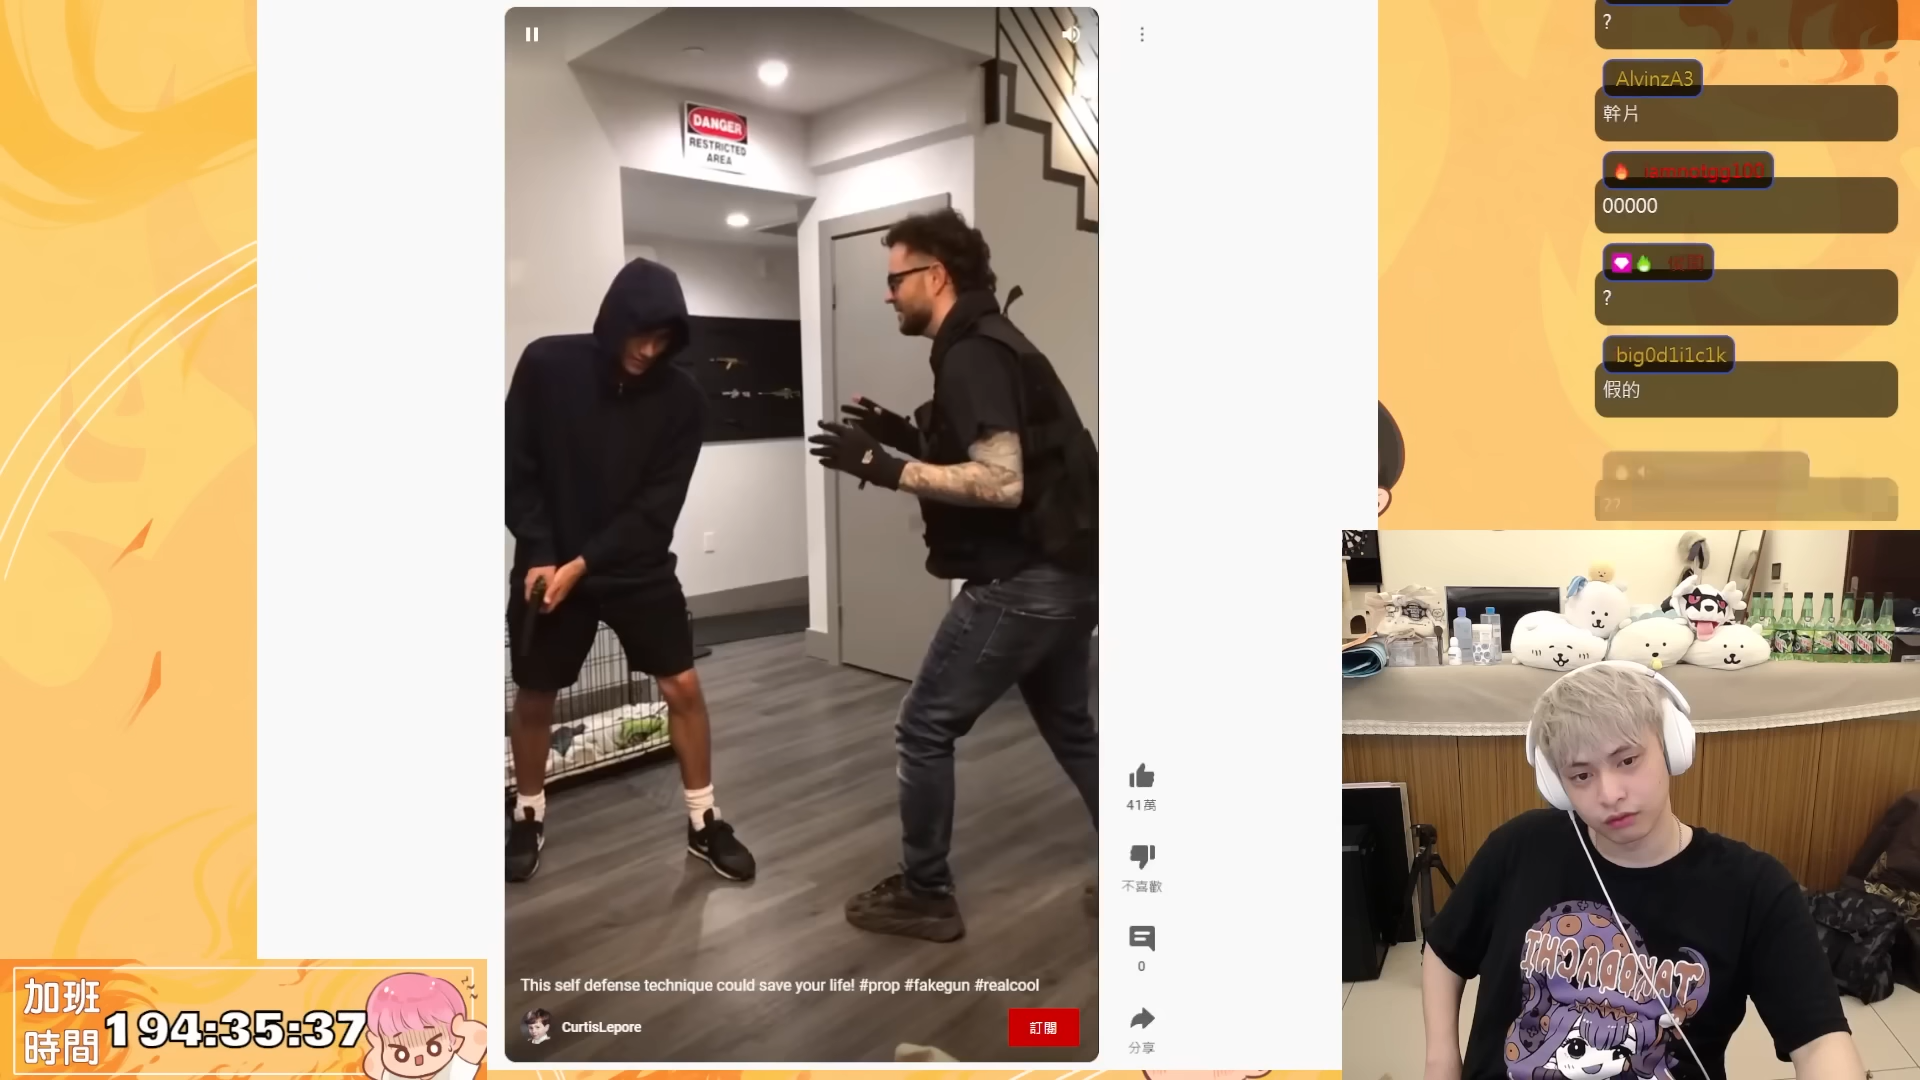 DANGER
RESTRICTED
AREA
This self defense technique could save your life! #prop #fakegun #realcool
CurtisLepore
訂閱
41萬
不喜歡
0
分享
?
AlvinzA3
幹片
00000
?
big0d1i1c1k
假的
??
TAKODACHI
加班
時間
194:35:37